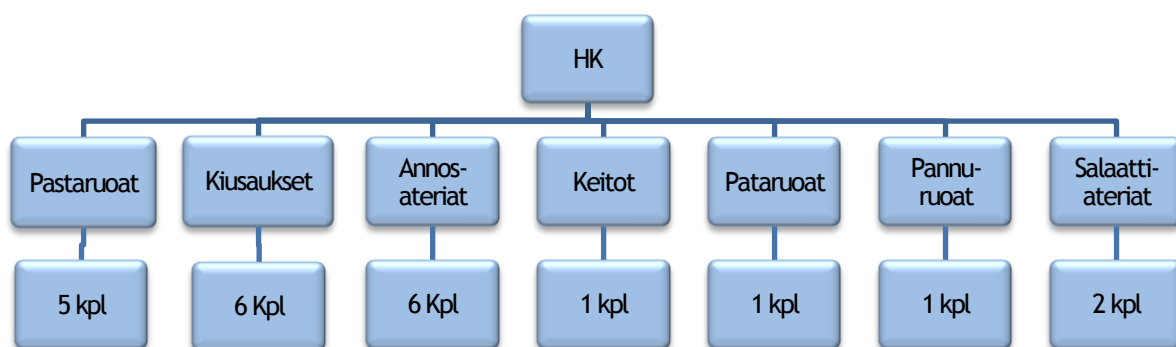 HK
Pastaruoat
Kiusaukset
Annos-
ateriat
Keitot
Pataruoat
Pannu-
ruoat
Salaatti-
ateriat
5 kpl
6 Kpl
6 Kpl
1 kpl
1 kpl
1 kpl
2 kpl